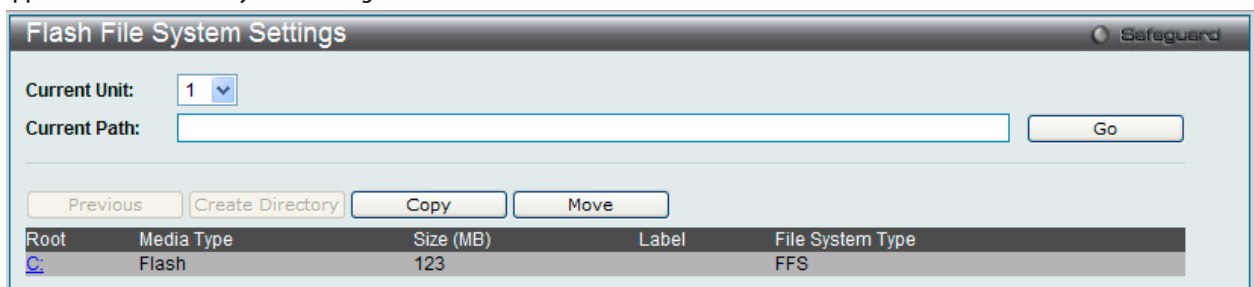 Flash File System Settings
Safeguard
Current Unit: 1
Current Path:
Go
Previous Create Directory Copy Move
Root Media Type Size (MB) Label File System Type
C: Flash 123 FFS